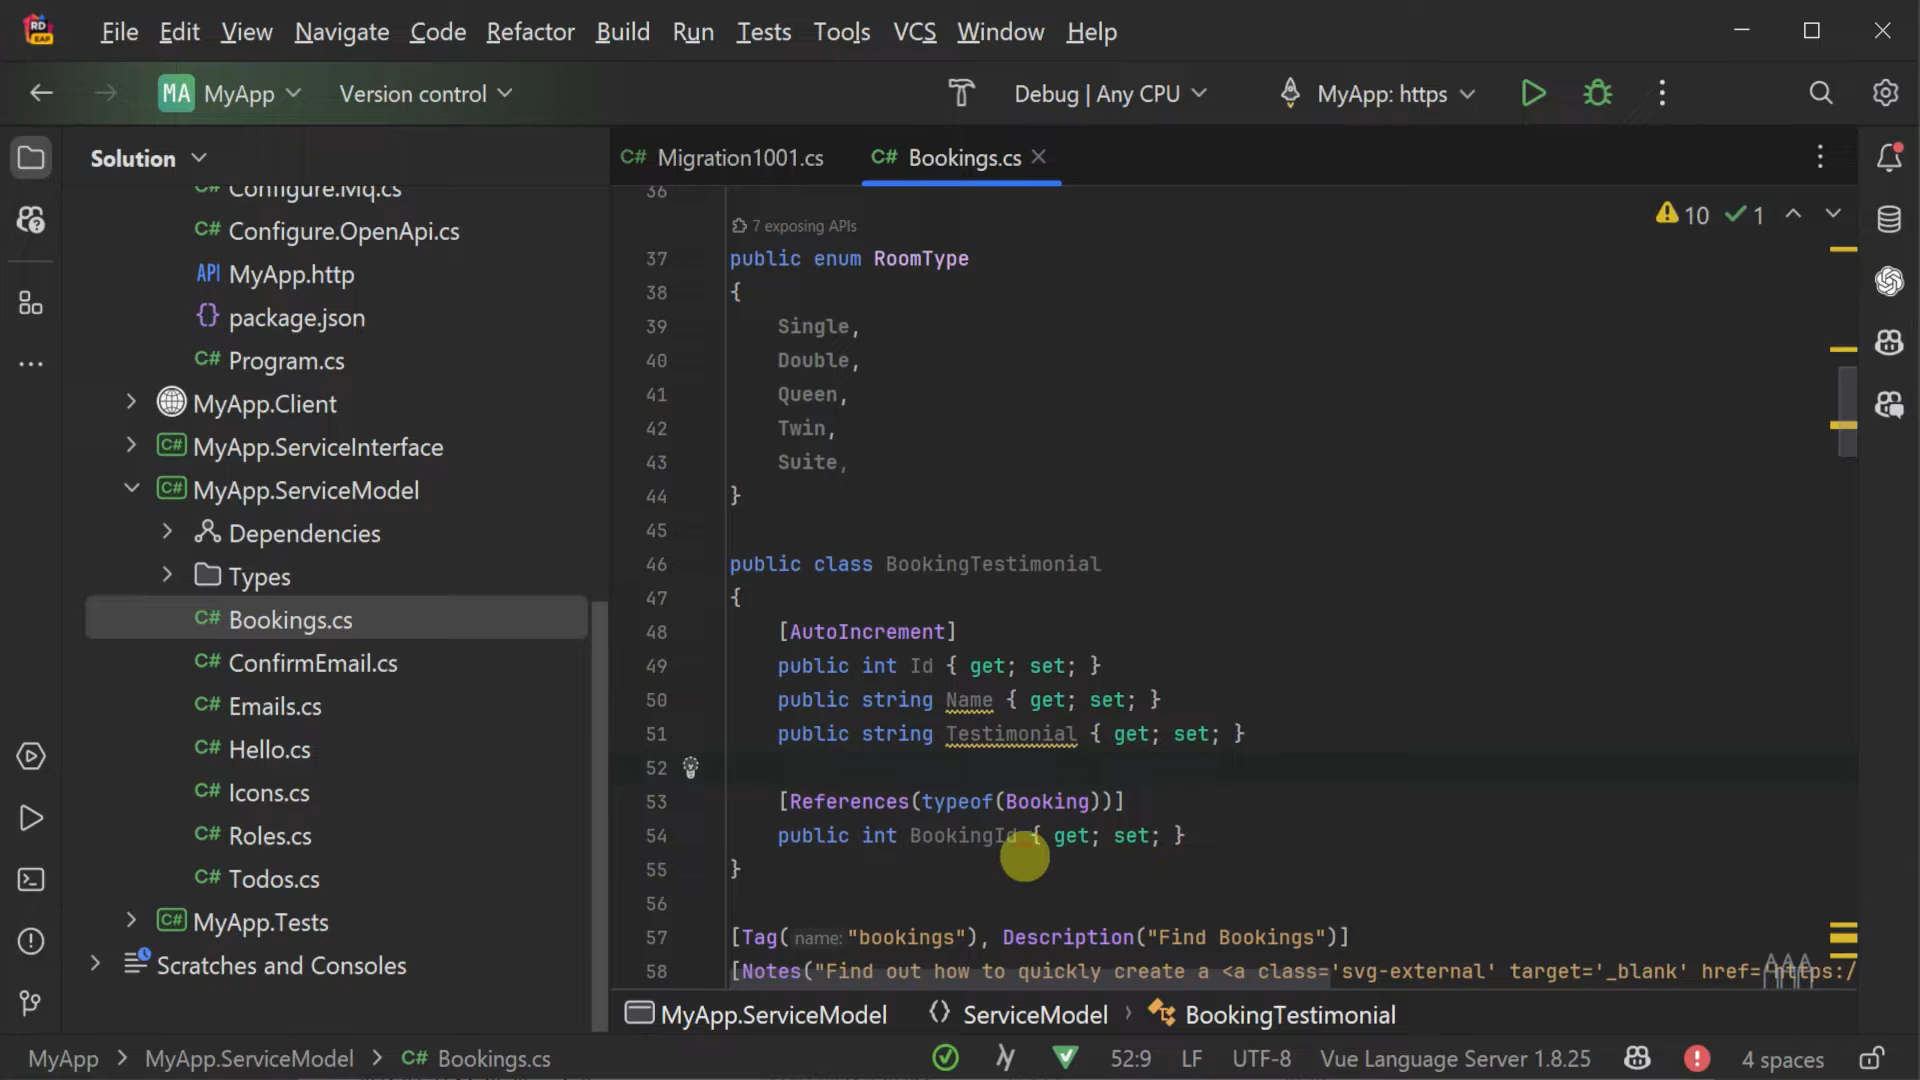 RD
EAP
File Edit View Navigate Code Refactor Build Run Tests Tools VCS Window Help
MA MyApp Version control Debug | Any CPU MyApp: https
Solution
C# Migration1001.cs C# Bookings.cs
C# Configure.Mq.cs
C# Configure.OpenApi.cs
API MyApp.http
{} package.json
C# Program.cs
MyApp.Client
C# MyApp.ServiceInterface
C# MyApp.ServiceModel
Dependencies
Types
C# Bookings.cs
C# ConfirmEmail.cs
C# Emails.cs
C# Hello.cs
C# Icons.cs
C# Roles.cs
C# Todos.cs
C# MyApp.Tests
Scratches and Consoles
10 1
36
7 exposing APIs
37 public enum RoomType
38 {
39 Single,
40 Double,
41 Queen,
42 Twin,
43 Suite,
44 }
45
46 public class BookingTestimonial
47 {
48 [AutoIncrement]
49 public int Id { get; set; }
50 public string Name { get; set; }
51 public string Testimonial { get; set; }
52
53 [References(typeof(Booking))]
54 public int BookingId { get; set; }
55 }
56
57 [Tag( name: "bookings"), Description("Find Bookings")]
58 [Notes("Find out how to quickly create a <a class='svg-external' target='_blank' href='https:/
MyApp.ServiceModel ServiceModel › BookingTestimonial
MyApp > MyApp.ServiceModel > C# Bookings.cs 52:9 LF UTF-8 Vue Language Server 1.8.25 4 spaces